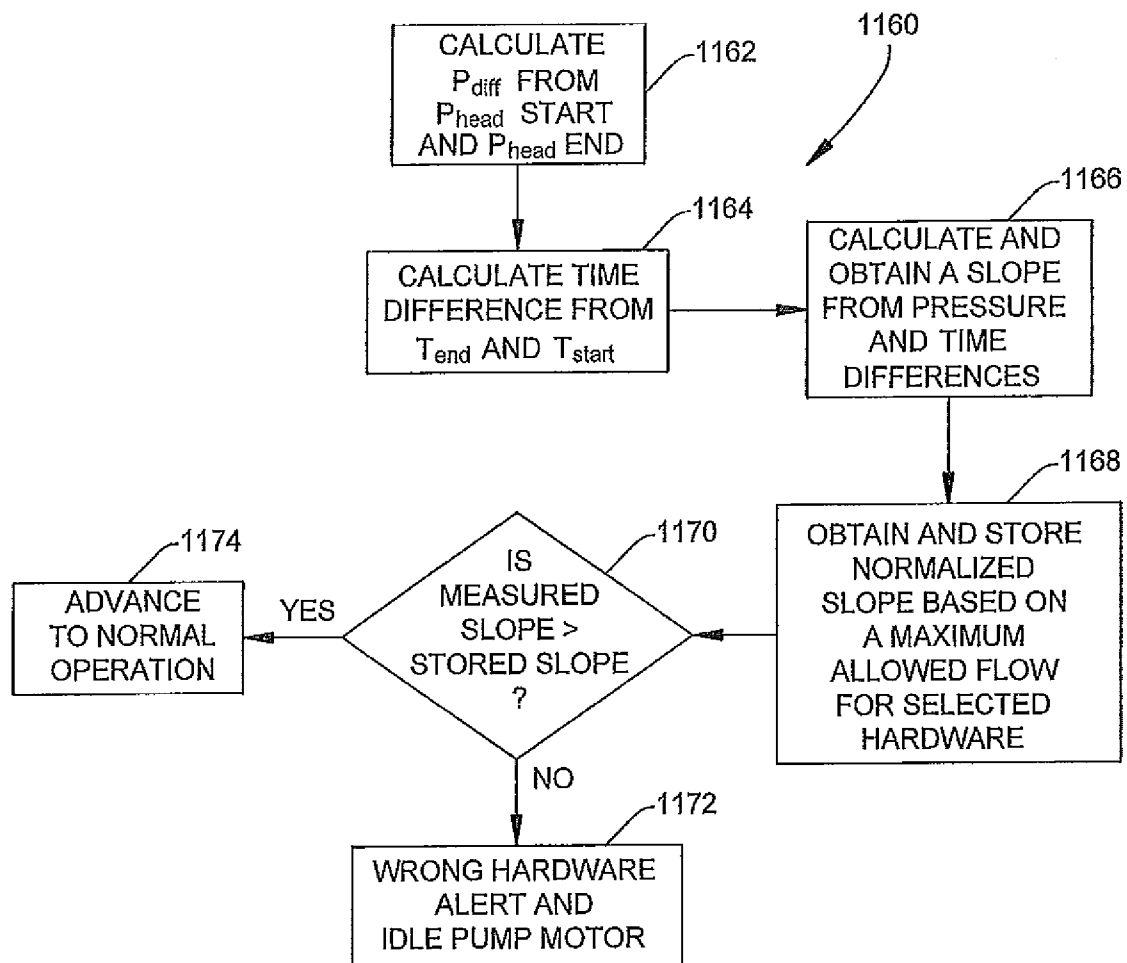 1160
1162
CALCULATE
Pdiff FROM
Phead START
AND Phead END
1164
CALCULATE TIME
DIFFERENCE FROM
Tend AND Tstart
1166
CALCULATE AND
OBTAIN A SLOPE
FROM PRESSURE
AND TIME
DIFFERENCES
1168
OBTAIN AND STORE
NORMALIZED
SLOPE BASED ON
A MAXIMUM
ALLOWED FLOW
FOR SELECTED
HARDWARE
1170
IS
MEASURED
SLOPE >
STORED SLOPE
?
YES
1174
ADVANCE
TO NORMAL
OPERATION
NO
1172
WRONG HARDWARE
ALERT AND
IDLE PUMP MOTOR